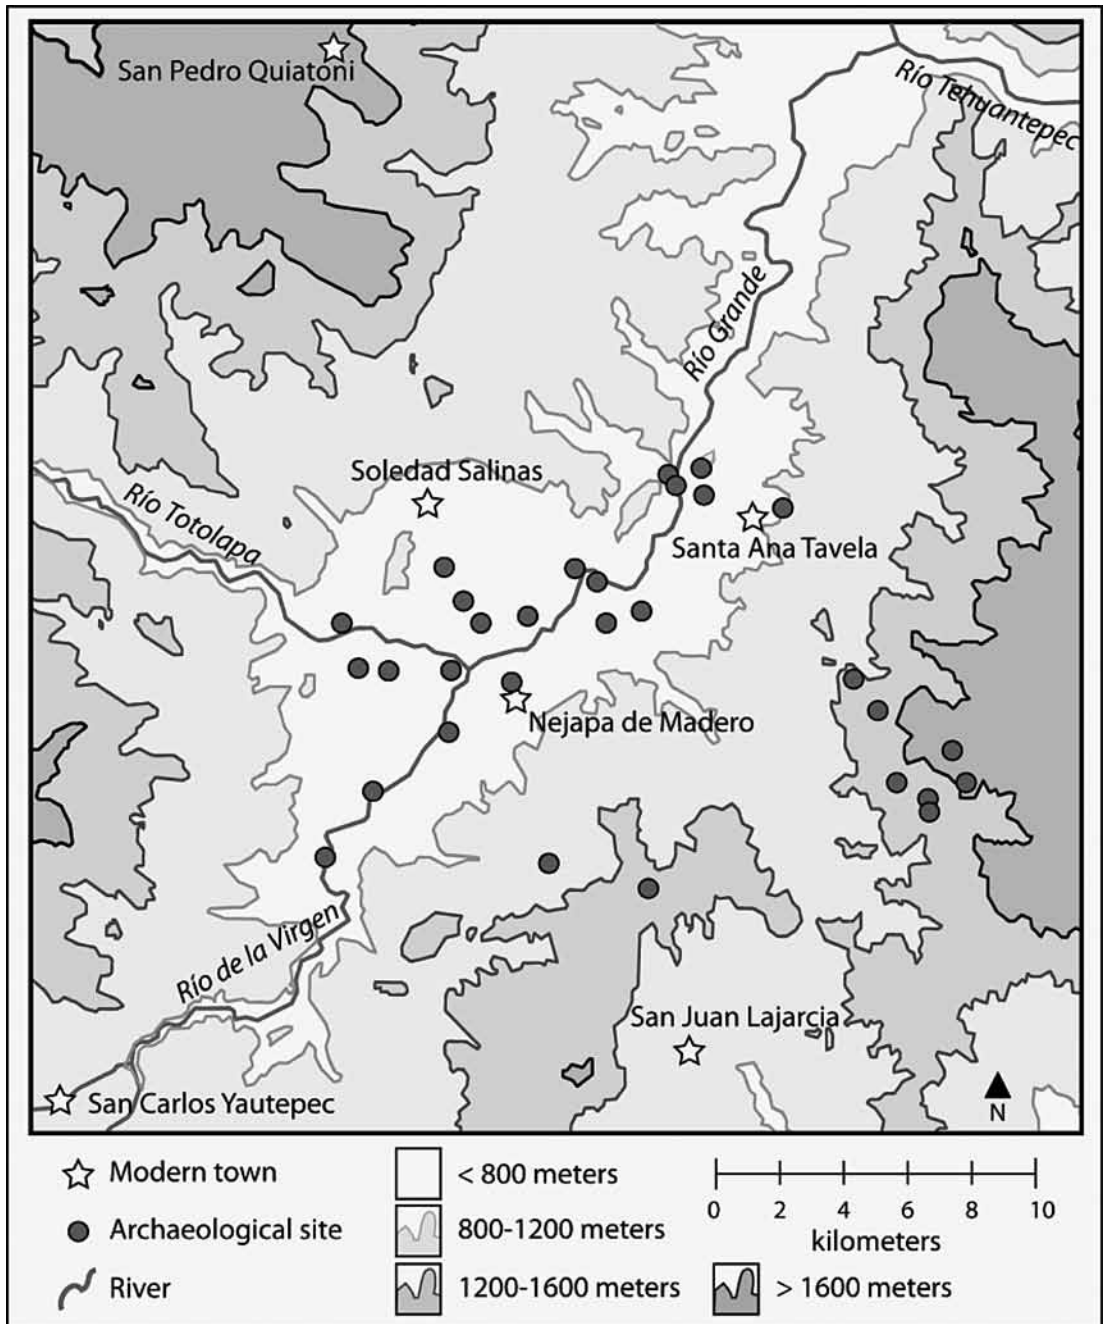 San Pedro Quiatoni
Río Tehuantepec
Río Grande
Soledad Salinas
Río Totolapa
Santa Ana Tavela
Nejapa de Madero
Río de la Virgen
San Juan Lajarcia
San Carlos Yautepec
N
Modern town
< 800 meters
0 2 4 6 8 10
kilometers
Archaeological site
800-1200 meters
River
1200-1600 meters
> 1600 meters